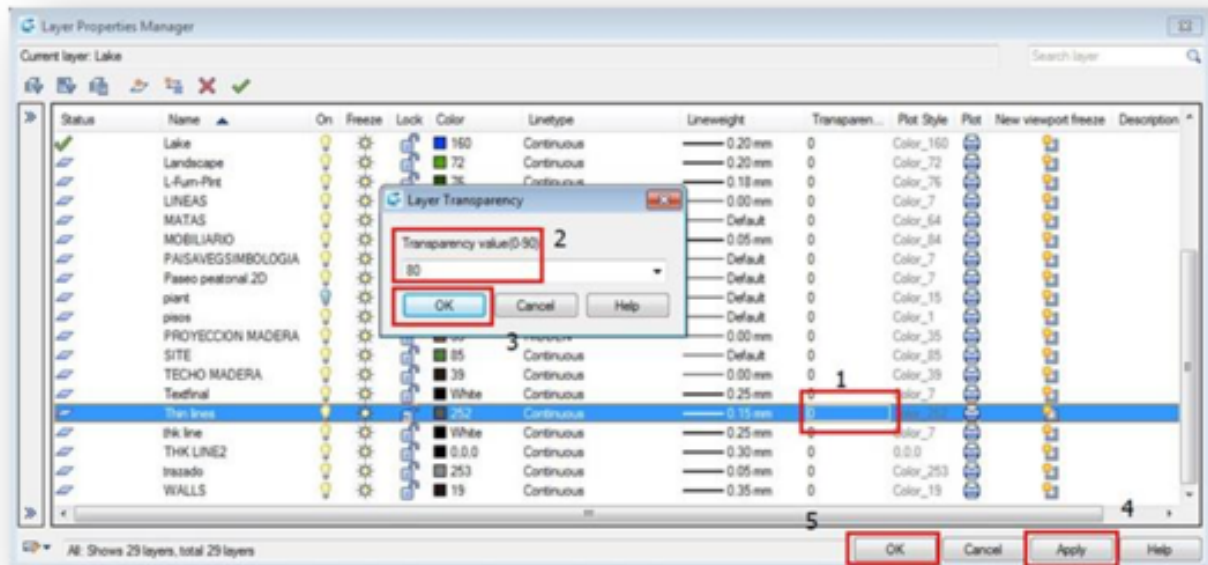 Layer Properties Manager
Current layer: Lake
Search layer
Status Name On Freeze Lock Color Linetype Lineweight Transparen... Plot Style Plot New viewport freeze Description
Lake 160 Continuous 0.20 mm 0 Color_160
Landscape 72 Continuous 0.20 mm 0 Color_72
L-Furn-Plnt 76 Continuous 0.18 mm 0 Color_76
LINEAS 0.00 mm 0 Color_7
MATAS Default 0 Color_64
MOBILIARIO 0.05 mm 0 Color_84
PAISAVEGSIMBOLOGIA Default 0 Color_7
Paseo peatonal 2D Default 0 Color_7
plant Default 0 Color_15
pisos Default 0 Color_1
PROYECCION MADERA HIDDEN 0.00 mm 0 Color_35
SITE 85 Continuous Default 0 Color_85
TECHO MADERA 39 Continuous 0.00 mm 0 Color_39
Textfinal White Continuous 0.25 mm 0 Color_7
Thin lines 252 Continuous 0.15 mm 0
thk line White Continuous 0.25 mm 0 Color_7
THK LINE2 0,0,0 Continuous 0.30 mm 0 0,0,0
trazado 253 Continuous 0.05 mm 0 Color_253
WALLS 19 Continuous 0.35 mm 0 Color_19
Layer Transparency
Transparency value(0-90)
2
80
OK Cancel Help
3
1
5
4
All: Shows 29 layers, total 29 layers
OK Cancel Apply Help